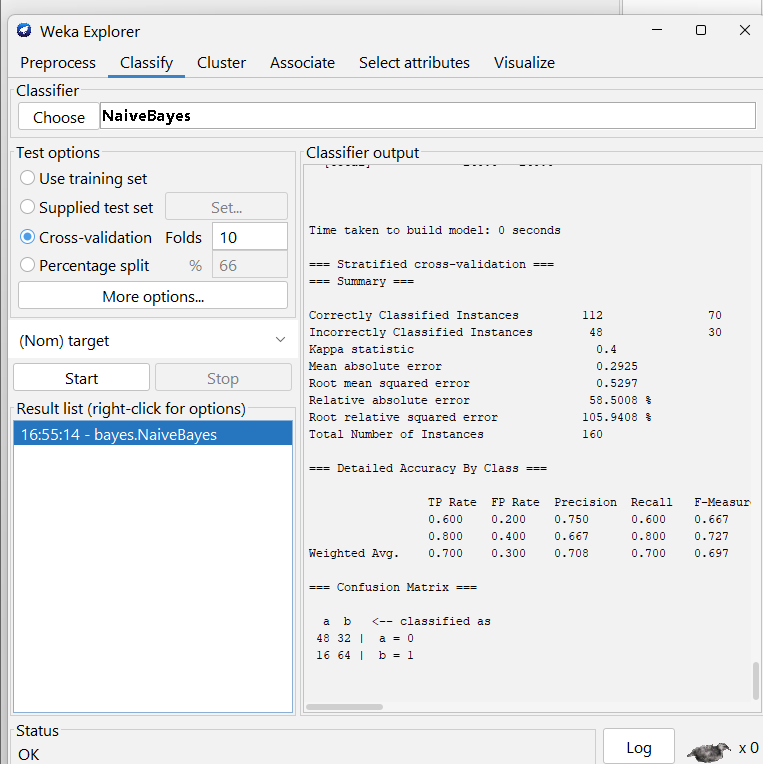 Weka Explorer
Preprocess Classify Cluster Associate Select attributes Visualize
Classifier
Choose NaiveBayes
Test options
Use training set
Supplied test set Set...
Cross-validation Folds 10
Percentage split % 66
More options...
(Nom) target
Start Stop
Result list (right-click for options)
16:55:14 - bayes.NaiveBayes
Classifier output
Time taken to build model: 0 seconds
=== Stratified cross-validation ===
=== Summary ===
Correctly Classified Instances 112 70
Incorrectly Classified Instances 48 30
Kappa statistic 0.4
Mean absolute error 0.2925
Root mean squared error 0.5297
Relative absolute error 58.5008 %
Root relative squared error 105.9408 %
Total Number of Instances 160
=== Detailed Accuracy By Class ===
TP Rate FP Rate Precision Recall F-Measur
0.600 0.200 0.750 0.600 0.667
0.800 0.400 0.667 0.800 0.727
Weighted Avg. 0.700 0.300 0.708 0.700 0.697
=== Confusion Matrix ===
a b <-- classified as
48 32 | a = 0
16 64 | b = 1
Status
OK
Log x 0